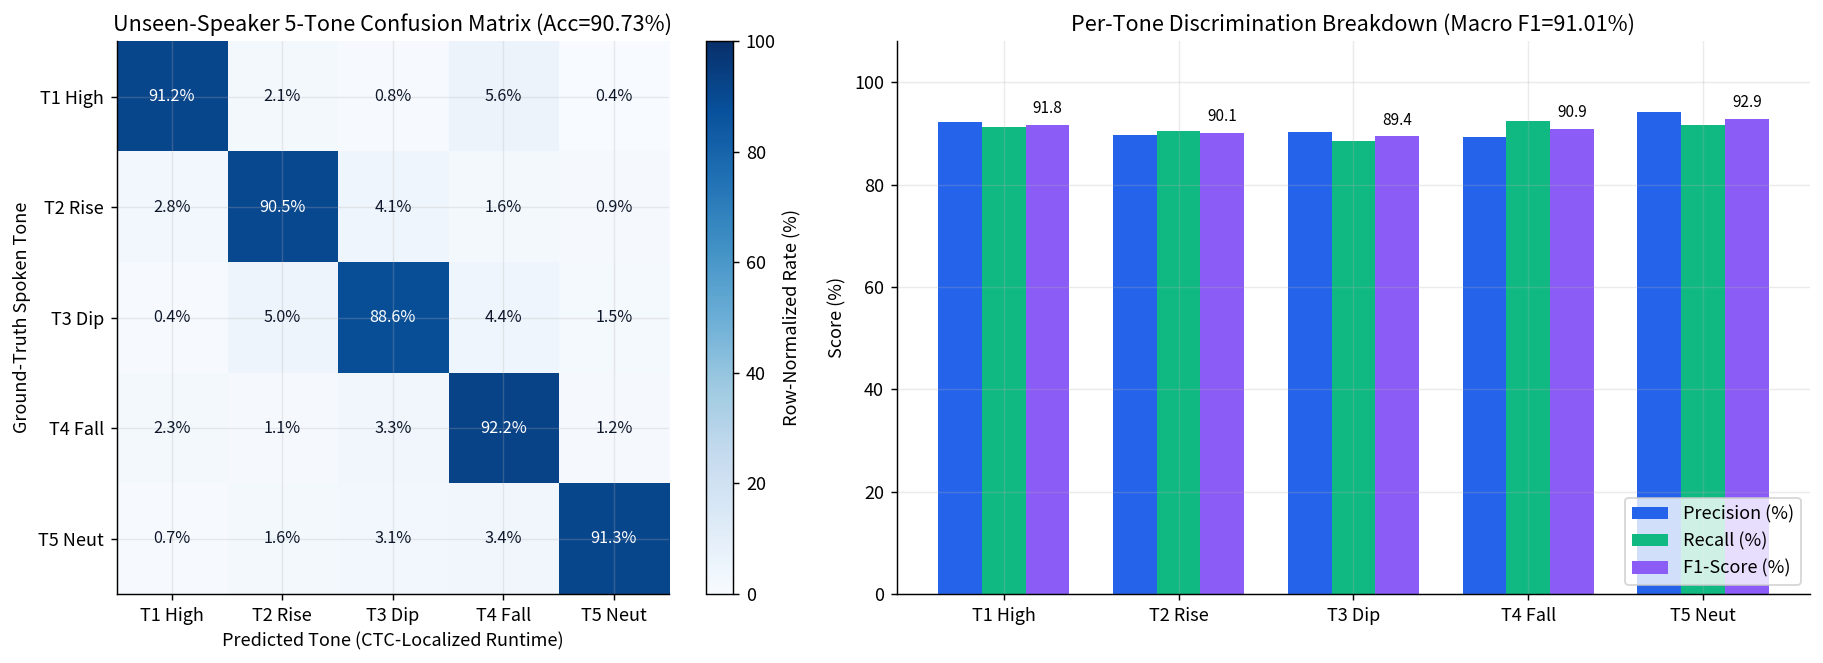 Unseen-Speaker 5-Tone Confusion Matrix (Acc=90.73%)
Ground-Truth Spoken Tone
T1 High 91.2% 2.1% 0.8% 5.6% 0.4%
T2 Rise 2.8% 90.5% 4.1% 1.6% 0.9%
T3 Dip 0.4% 5.0% 88.6% 4.4% 1.5%
T4 Fall 2.3% 1.1% 3.3% 92.2% 1.2%
T5 Neut 0.7% 1.6% 3.1% 3.4% 91.3%
T1 High T2 Rise T3 Dip T4 Fall T5 Neut
Predicted Tone (CTC-Localized Runtime)
100
80
60
40
20
0
Row-Normalized Rate (%)
Per-Tone Discrimination Breakdown (Macro F1=91.01%)
Score (%)
100
80
60
40
20
0
91.8 90.1 89.4 90.9 92.9
Precision (%)
Recall (%)
F1-Score (%)
T1 High T2 Rise T3 Dip T4 Fall T5 Neut